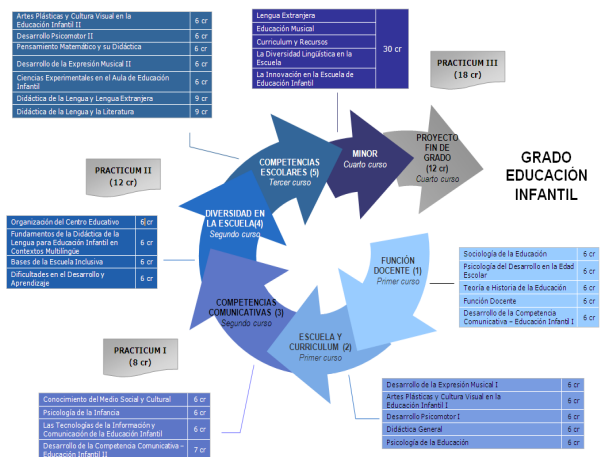 Artes Plásticas y Cultura Visual en la
Educación Infantil II
6 cr
Desarrollo Psicomotor II
6 cr
Pensamiento Matemático y su Didáctica
6 cr
Desarrollo de la Expresión Musical II
6 cr
Ciencias Experimentales en el Aula de Educación
Infantil
6 cr
Didáctica de la Lengua y Lengua Extranjera
9 cr
Didáctica de la Lengua y la Literatura
9 cr
Lengua Extranjera
Educación Musical
Curriculum y Recursos
La Diversidad Lingüística en la
Escuela
La Innovación en la Escuela de
Educación Infantil
30 cr
PRACTICUM III
(18 cr)
PROYECTO
FIN DE
GRADO
(12 cr)
Cuarto curso
MINOR
Cuarto curso
COMPETENCIAS
ESCOLARES (5)
Tercer curso
GRADO
EDUCACIÓN
INFANTIL
PRACTICUM II
(12 cr)
DIVERSIDAD EN
LA ESCUELA(4)
Segundo curso
Organización del Centro Educativo
6 cr
Fundamentos de la Didáctica de la
Lengua para Educación Infantil en
Contextos Multilingüe
6 cr
Bases de la Escuela Inclusiva
6 cr
Dificultades en el Desarrollo y
Aprendizaje
6 cr
FUNCIÓN
DOCENTE (1)
Primer curso
Sociología de la Educación
6 cr
Psicología del Desarrollo en la Edad
Escolar
6 cr
Teoría e Historia de la Educación
6 cr
Función Docente
6 cr
Desarrollo de la Competencia
Comunicativa – Educación Infantil I
6 cr
COMPETENCIAS
COMUNICATIVAS (3)
Segundo curso
ESCUELA Y
CURRICULUM (2)
Primer curso
PRACTICUM I
(8 cr)
Conocimiento del Medio Social y Cultural
6 cr
Psicología de la Infancia
6 cr
Las Tecnologías de la Información y
Comunicación de la Educación Infantil
6 cr
Desarrollo de la Competencia Comunicativa –
Educación Infantil II
7 cr
Desarrollo de la Expresión Musical I
6 cr
Artes Plásticas y Cultura Visual en la
Educación Infantil I
6 cr
Desarrollo Psicomotor I
6 cr
Didáctica General
6 cr
Psicología de la Educación
6 cr